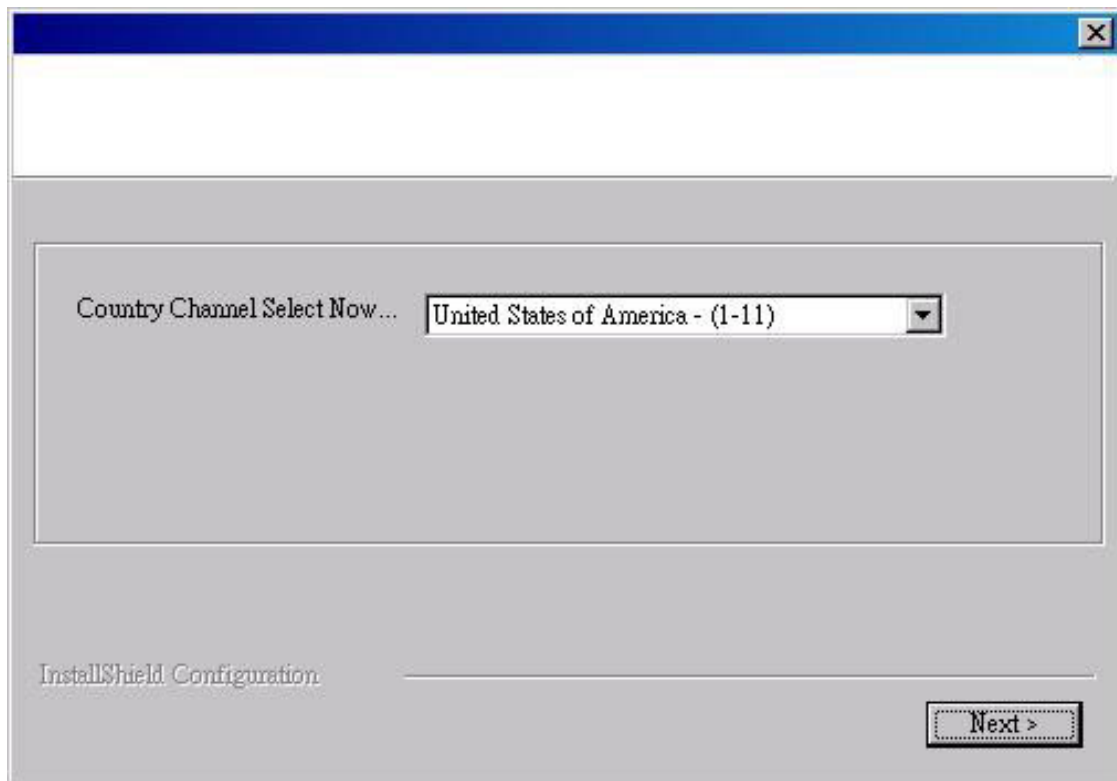 Country Channel Select Now...
United States of America - (1-11)
InstallShield Configuration
Next >